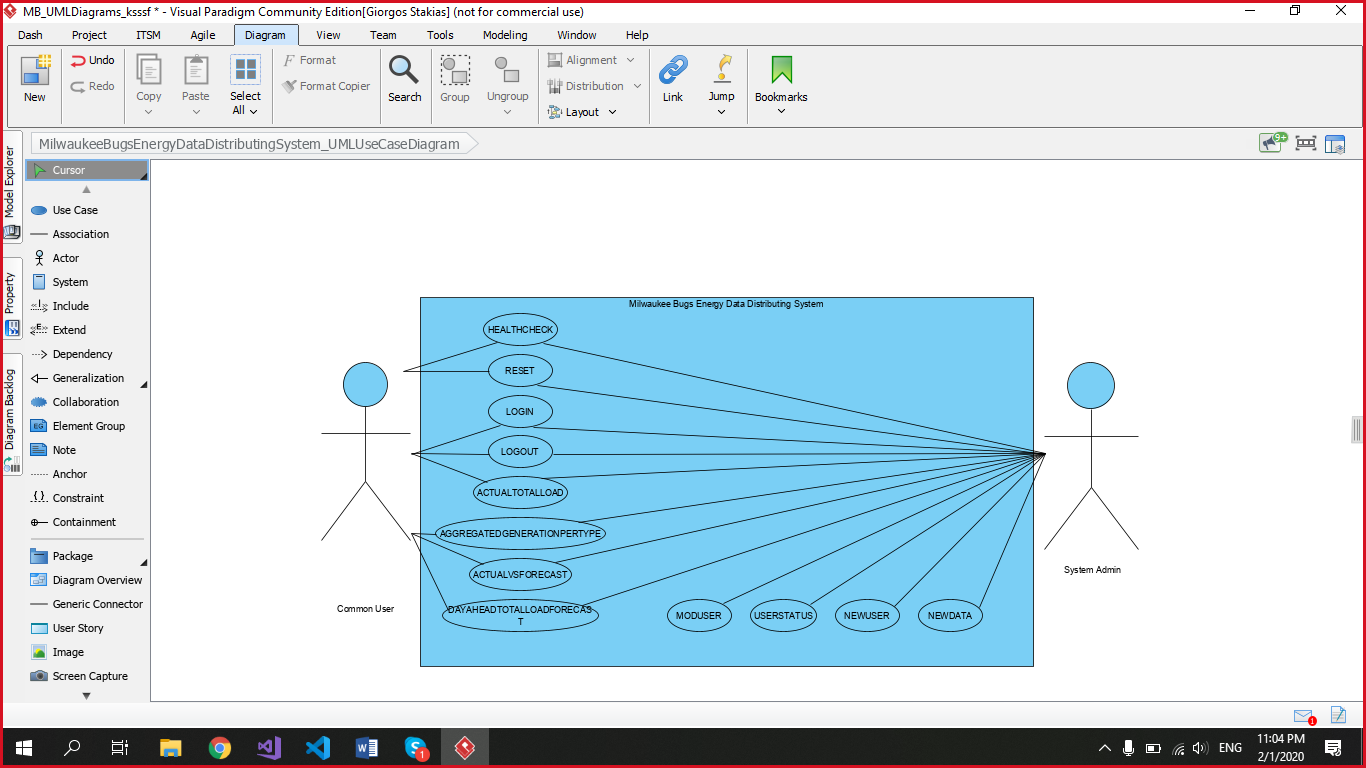 MB_UMLDiagrams_ksssf * - Visual Paradigm Community Edition[Giorgos Stakias] (not for commercial use)
Dash Project ITSM Agile Diagram View Team Tools Modeling Window Help
New
Undo
Redo
Copy
Paste
Select
All
Format
Format Copier
Search
Group
Ungroup
Alignment
Distribution
Layout
Link
Jump
Bookmarks
MilwaukeeBugsEnergyDataDistributingSystem_UMLUseCaseDiagram
9+
Model Explorer
Property
Diagram Backlog
Cursor
Use Case
Association
Actor
System
Include
Extend
Dependency
Generalization
Collaboration
EG Element Group
Note
Anchor
Constraint
Containment
Package
Diagram Overview
Generic Connector
User Story
Image
Screen Capture
Milwaukee Bugs Energy Data Distributing System
HEALTHCHECK
RESET
LOGIN
LOGOUT
ACTUALTOTALLOAD
AGGREGATEDGENERATIONPERTYPE
ACTUALVSFORECAST
DAYAHEADTOTALLOADFORECAS
T
MODUSER
USERSTATUS
NEWUSER
NEWDATA
Common User
System Admin
1
1
ENG
11:04 PM
2/1/2020